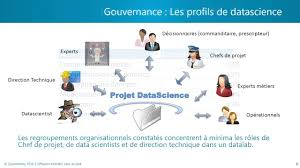 Gouvernance : Les profils de datascience
Décisionnaires (commanditaire, prescripteur)
Experts
Chefs de projet
Direction Technique
Experts métiers
Projet DataScience
Datascientist
Opérationnels
Les regroupements organisationnels constatés concentrent à minima les rôles de
Chef de projet, de data scientists et de direction technique dans un datalab.